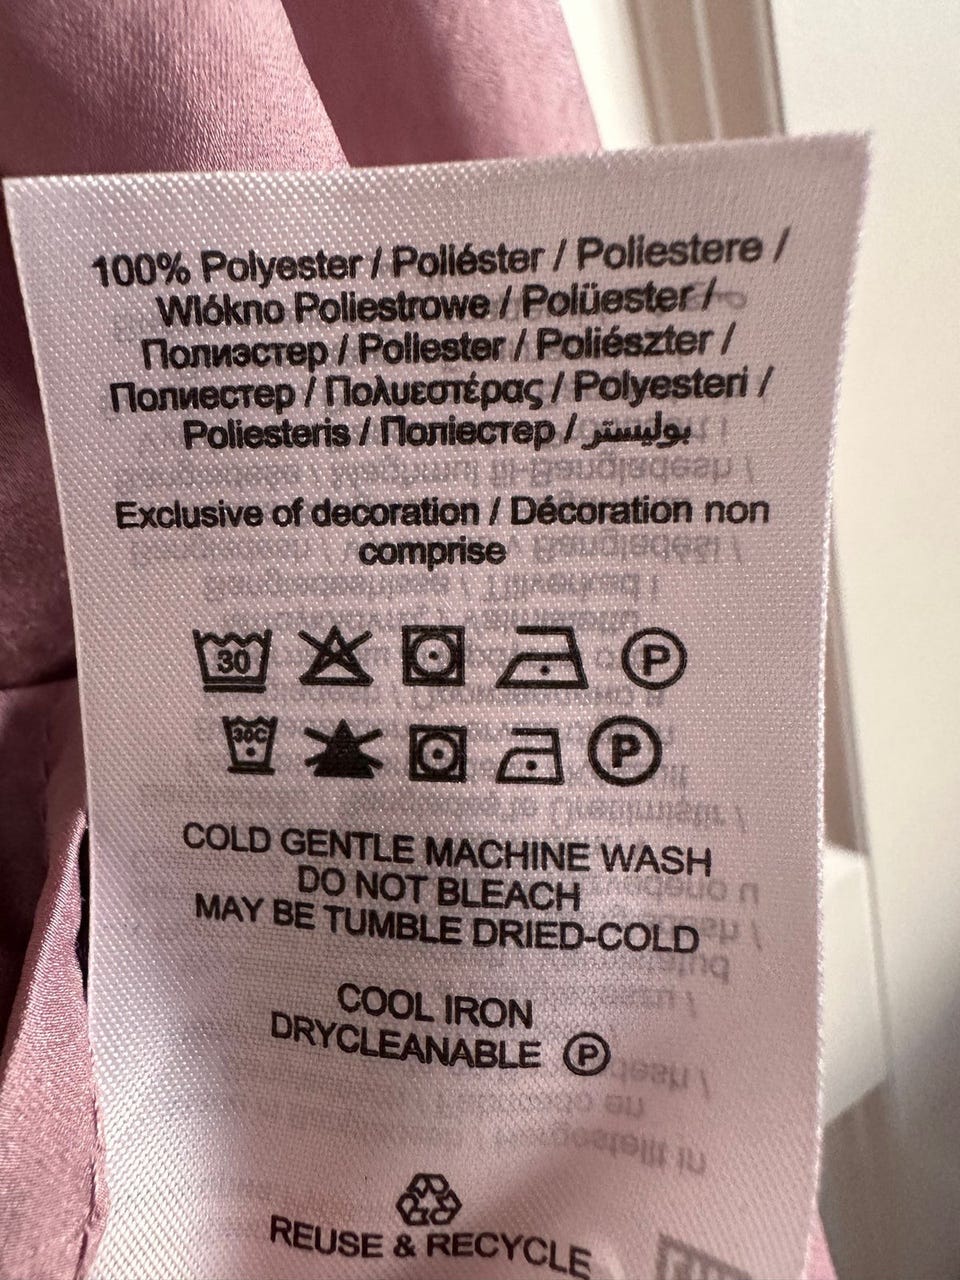 100% Polyester / Poliéster / Poliestere /
Wlókno Poliestrowe / Polüester /
Полиэстер / Poliester / Poliészter /
Полиестер / Πολυεστέρας / Polyesteri /
Poliesteris / Поліестер / بوليستر
Exclusive of decoration / Décoration non
comprise
30 P
30C P
COLD GENTLE MACHINE WASH
DO NOT BLEACH
MAY BE TUMBLE DRIED-COLD
COOL IRON
DRYCLEANABLE P
REUSE & RECYCLE